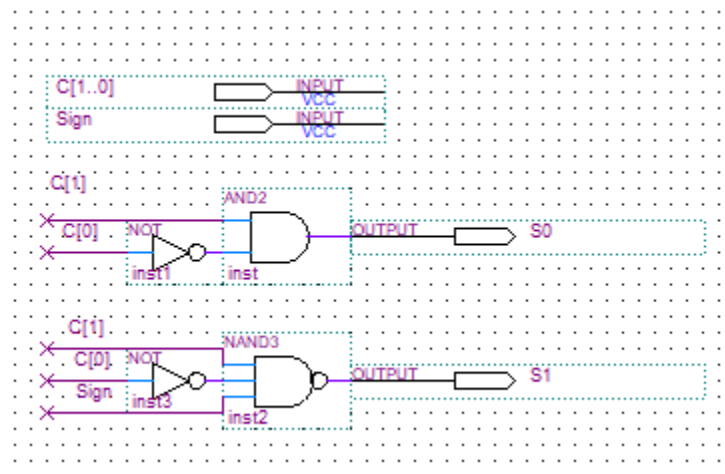 C[1..0] INPUT
VCC
Sign INPUT
VCC
C[1]
AND2
C[0] NOT OUTPUT S0
inst1 inst
C[1]
NAND3
C[0] NOT OUTPUT S1
Sign
inst3 inst2